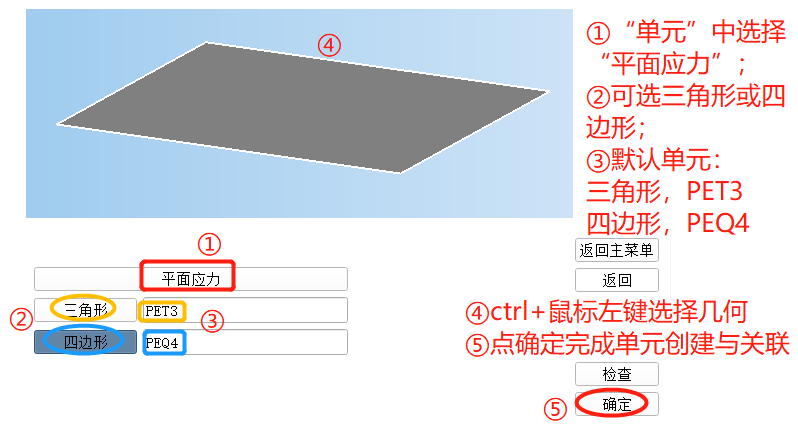 ④
①“单元”中选择
“平面应力”；
②可选三角形或四
边形；
③默认单元：
三角形，PET3
四边形，PEQ4
①
返回主菜单
平面应力
返回
②
三角形
PET3
③
④ctrl+鼠标左键选择几何
四边形
PEQ4
⑤点确定完成单元创建与关联
检查
⑤
确定